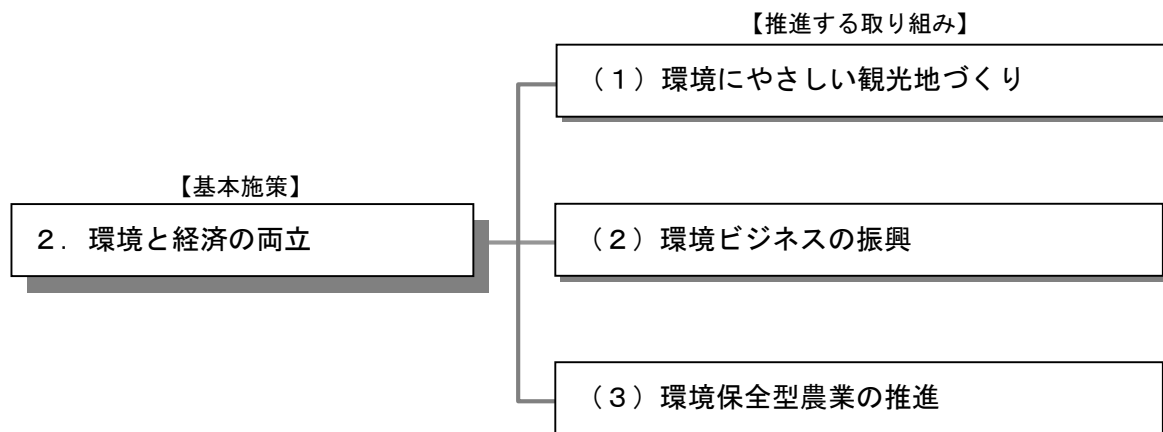 【推進する取り組み】
（１）環境にやさしい観光地づくり
【基本施策】
２．環境と経済の両立
（２）環境ビジネスの振興
（３）環境保全型農業の推進